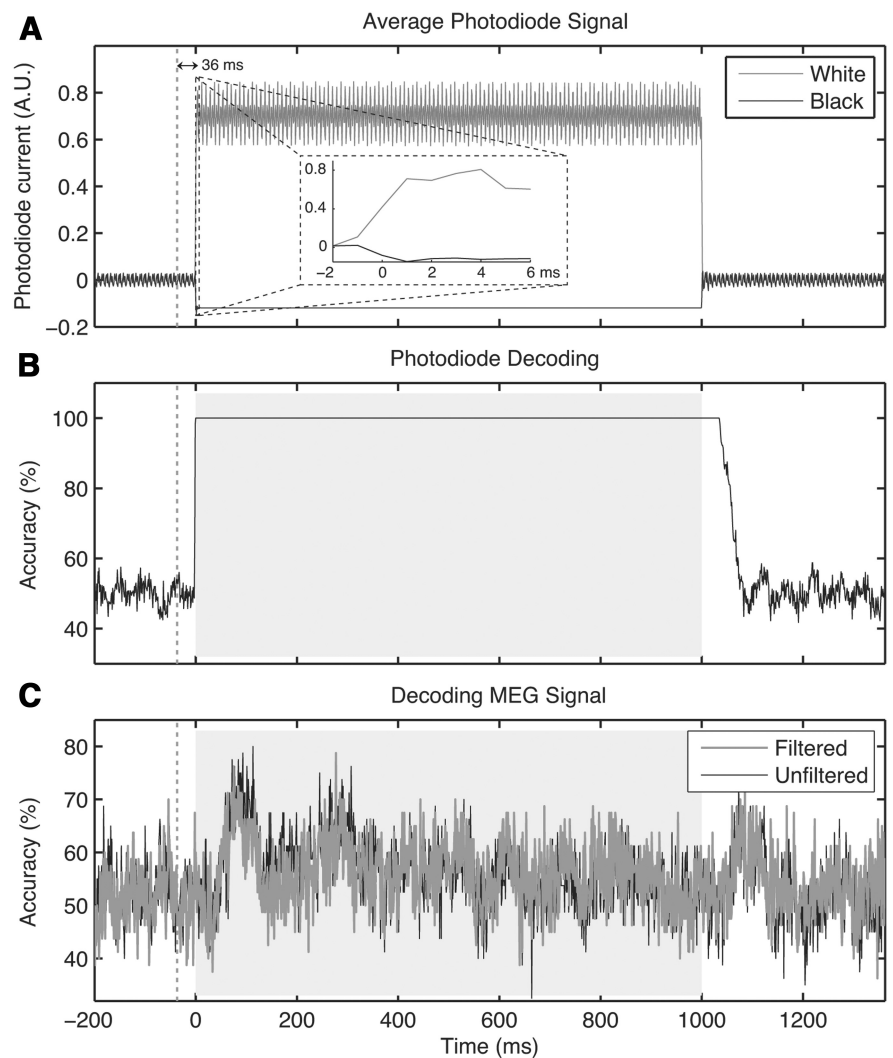 A
Average Photodiode Signal
Photodiode current (A.U.)
0.8
0.6
0.4
0.2
0
−0.2
36 ms
White
Black
0.8
0.4
0
−2
0
2
4
6 ms
B
Photodiode Decoding
Accuracy (%)
100
80
60
40
C
Decoding MEG Signal
Accuracy (%)
80
70
60
50
40
Filtered
Unfiltered
−200
0
200
400
600
800
1000
1200
Time (ms)